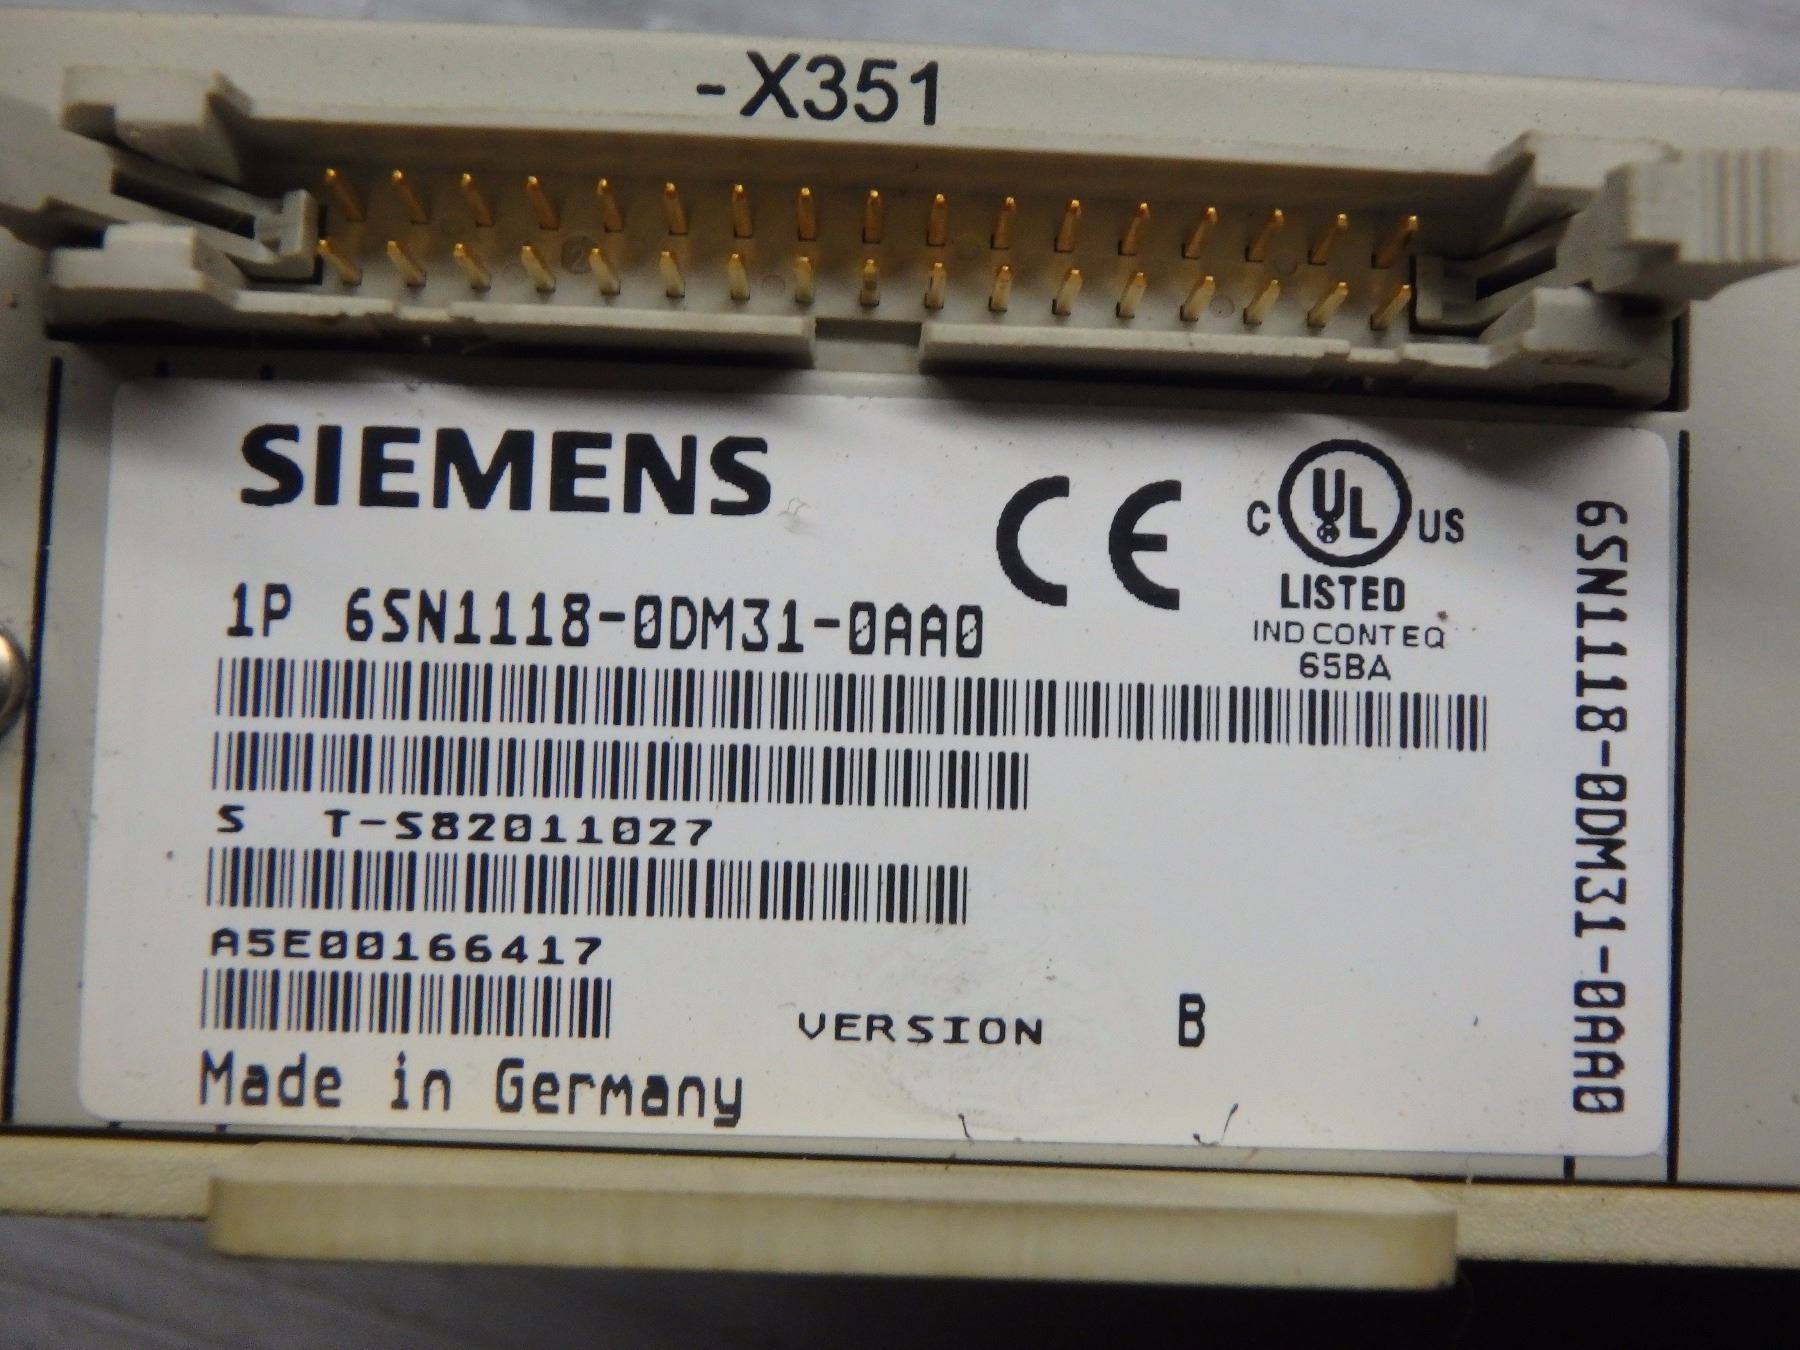 -X351
SIEMENS
CE
C UL US
LISTED
IND CONT EQ
65BA
1P 6SN1118-0DM31-0AA0
S T-S82011027
A5E00166417
VERSION B
Made in Germany
6SN1118-0DM31-0AA0